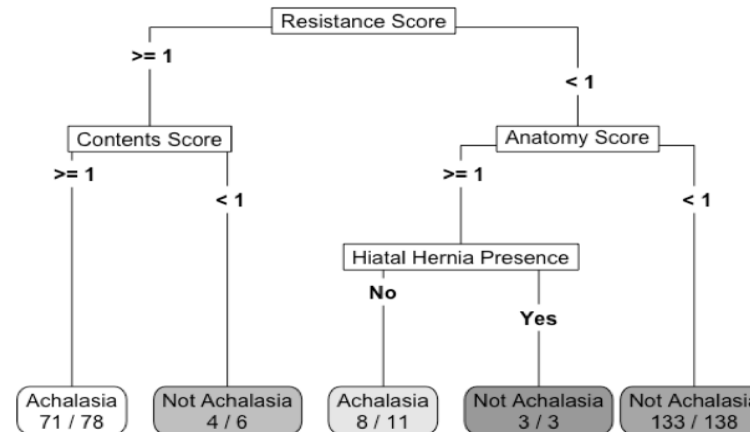 Resistance Score
>= 1
< 1
Contents Score
Anatomy Score
>= 1
< 1
>= 1
< 1
Hiatal Hernia Presence
No
Yes
Achalasia
71 / 78
Not Achalasia
4 / 6
Achalasia
8 / 11
Not Achalasia
3 / 3
Not Achalasia
133 / 138